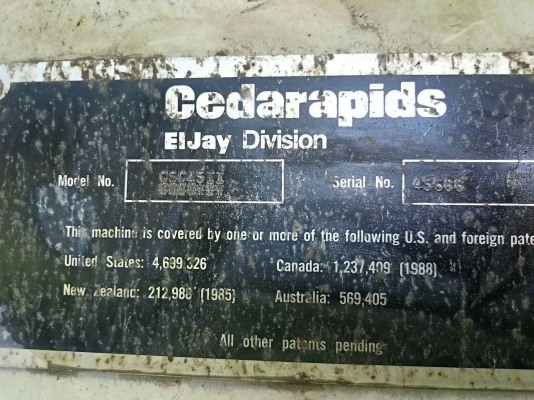 Cedarapids
ElJay Division
Model No. Serial No.
This machine is covered by one or more of the following U.S. and foreign pate
United States: 4,699,326 Canada: 1,237,409 (1988)
New Zealand: 212,986 (1985) Australia: 569,405
All other patents pending